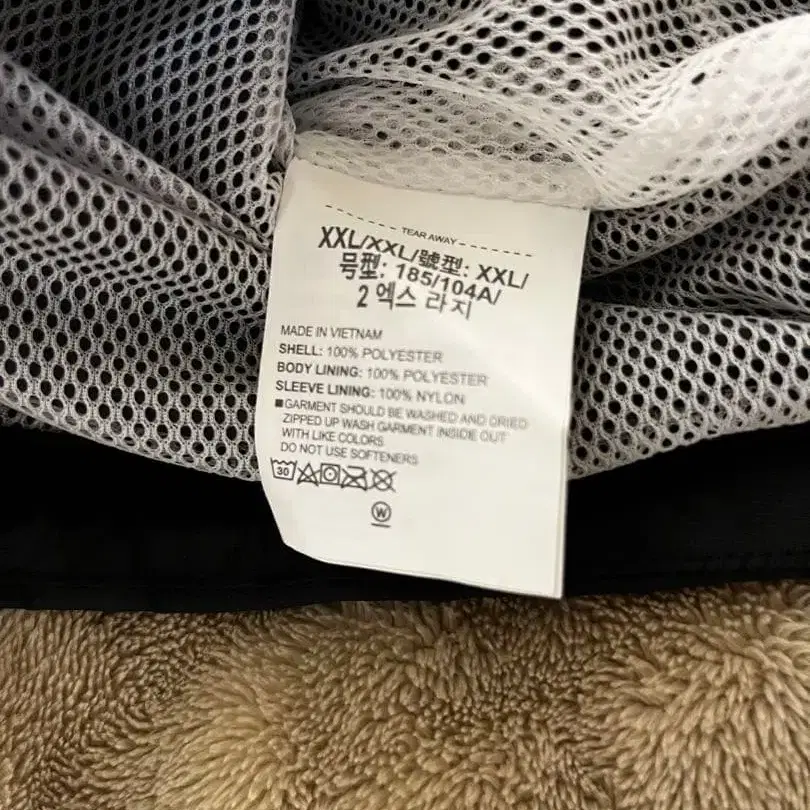 TEAR AWAY
XXL/XXL/號型: XXL/
号型: 185/104A/
2 엑스 라지
MADE IN VIETNAM
SHELL: 100% POLYESTER
BODY LINING: 100% POLYESTER
SLEEVE LINING: 100% NYLON
■GARMENT SHOULD BE WASHED AND DRIED
ZIPPED UP WASH GARMENT INSIDE OUT
WITH LIKE COLORS
DO NOT USE SOFTENERS
30
W